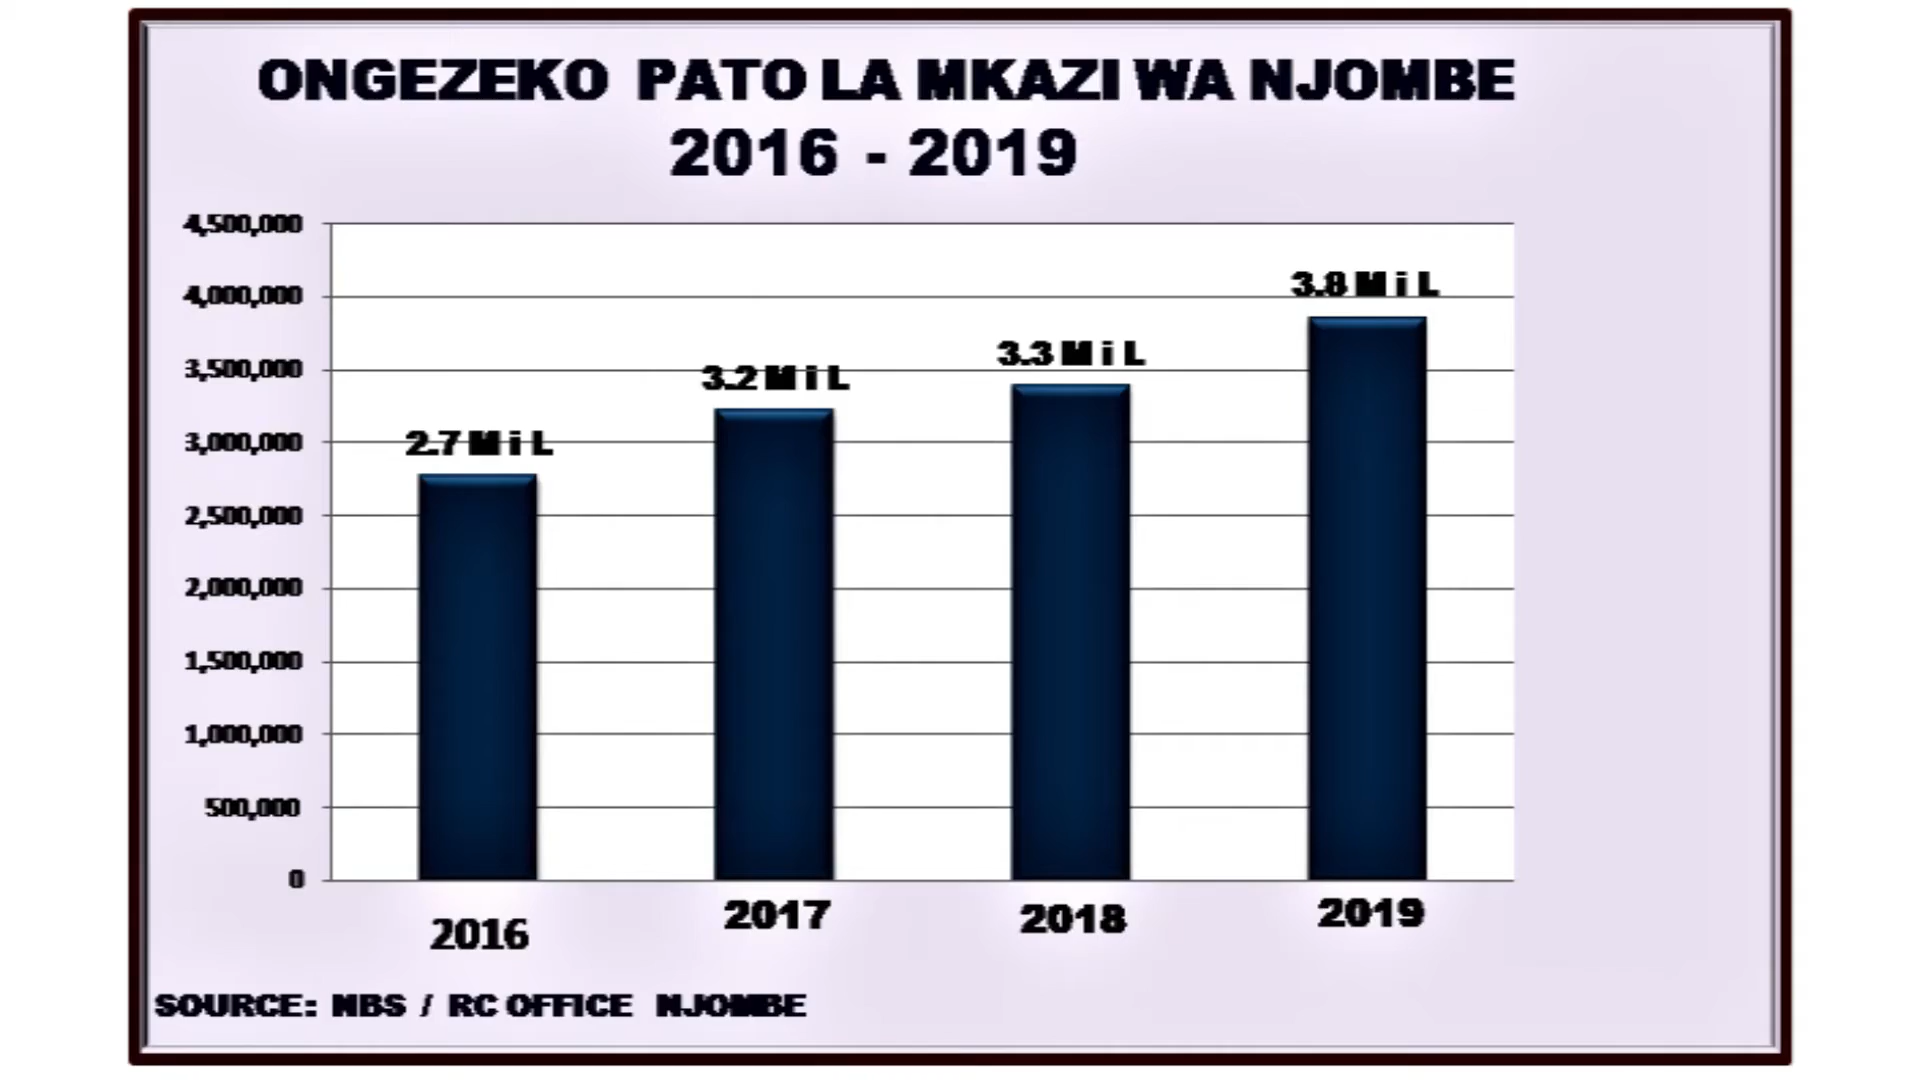 ONGEZEKO PATO LA MKAZI WA NJOMBE
2016 - 2019
4,500,000
4,000,000
3,500,000
3,000,000
2,500,000
2,000,000
1,500,000
1,000,000
500,000
0
2.7 MiL
3.2 MiL
3.3 MiL
3.8 MiL
2016
2017
2018
2019
SOURCE: NBS / RC OFFICE NJOMBE